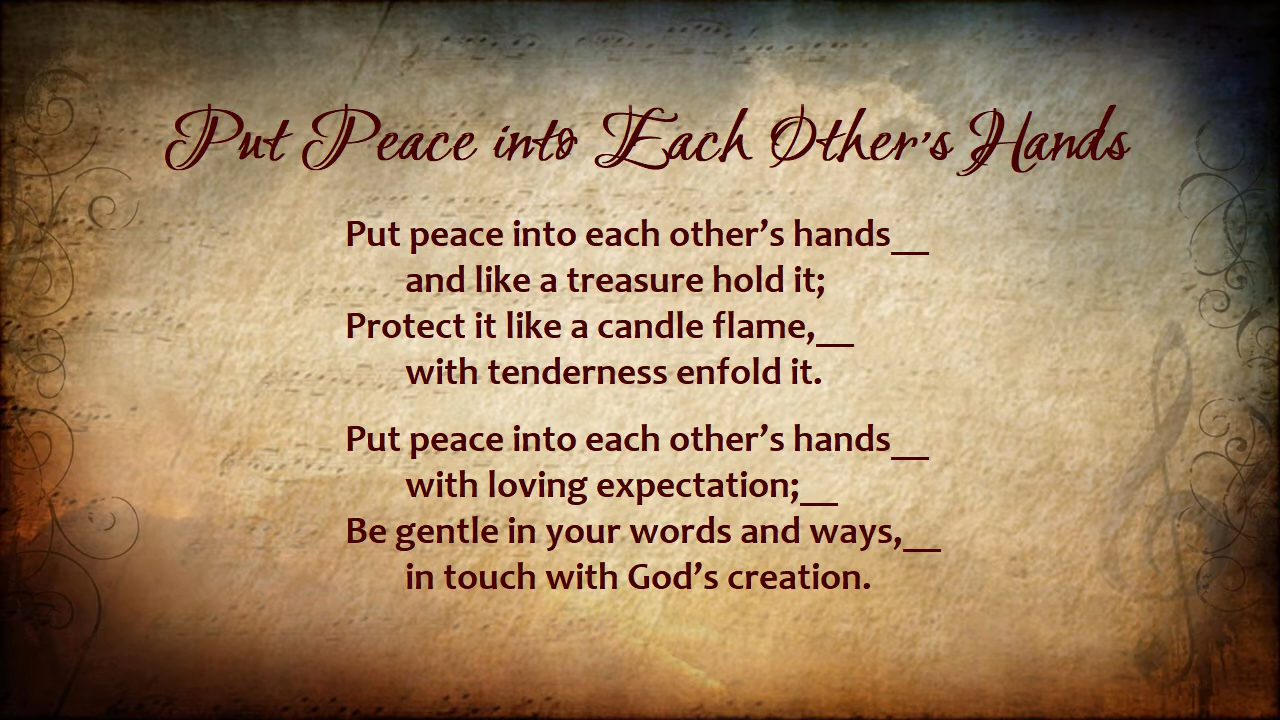 Put Peace into Each Other’s Hands
Put peace into each other’s hands__
and like a treasure hold it;
Protect it like a candle flame,__
with tenderness enfold it.
Put peace into each other’s hands__
with loving expectation;__
Be gentle in your words and ways,__
in touch with God’s creation.